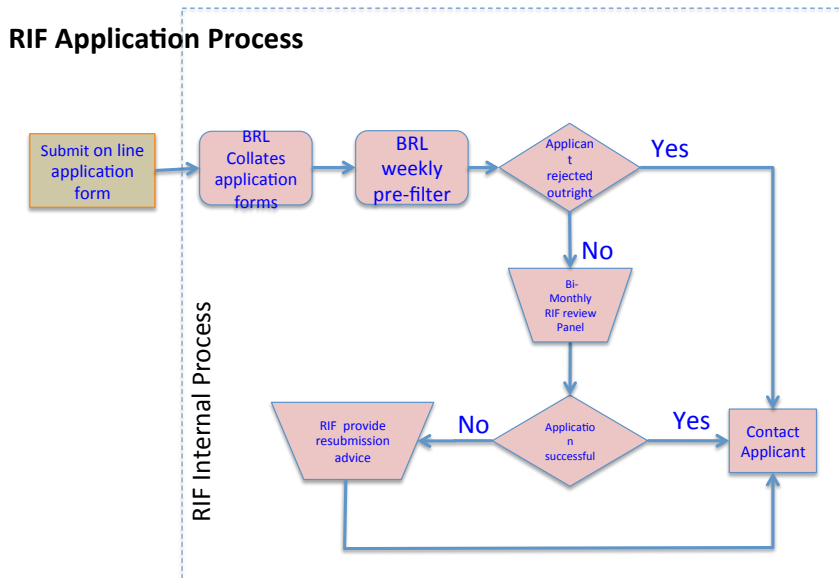 RIF Application Process
Submit on line
application
form
BRL
Collates
application
forms
BRL
weekly
pre-filter
Applican
t
rejected
outright
Yes
No
Bi-
Monthly
RIF review
Panel
RIF Internal Process
RIF provide
resubmission
advice
No
Applicatio
n
successful
Yes
Contact
Applicant